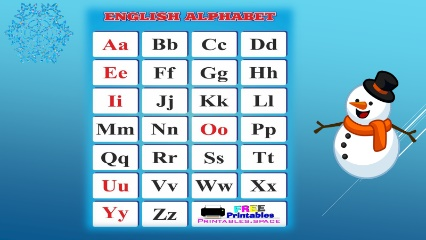 ENGLISH ALPHABET
Aa Bb Cc Dd
Ee Ff Gg Hh
Ii Jj Kk Ll
Mm Nn Oo Pp
Qq Rr Ss Tt
Uu Vv Ww Xx
Yy Zz
FREE
Printables
PRINTABLES.SPACE